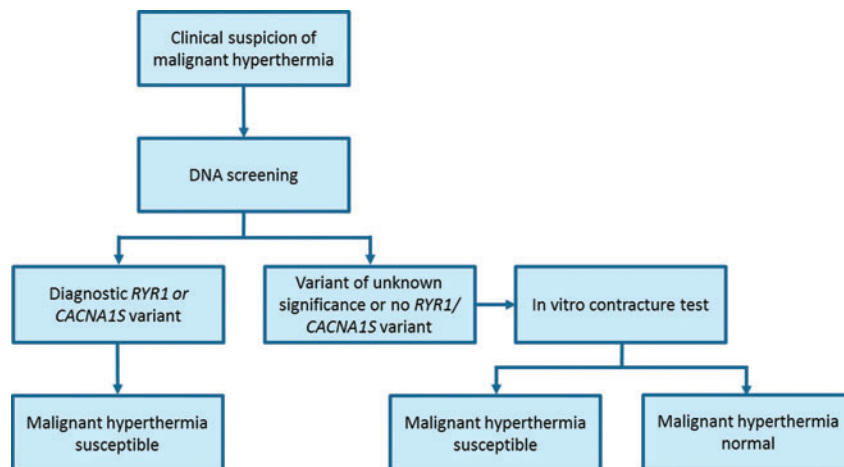 Clinical suspicion of
malignant hyperthermia
DNA screening
Diagnostic RYR1 or
CACNA1S variant
Variant of unknown
significance or no RYR1/
CACNA1S variant
In vitro contracture test
Malignant hyperthermia
susceptible
Malignant hyperthermia
susceptible
Malignant hyperthermia
normal